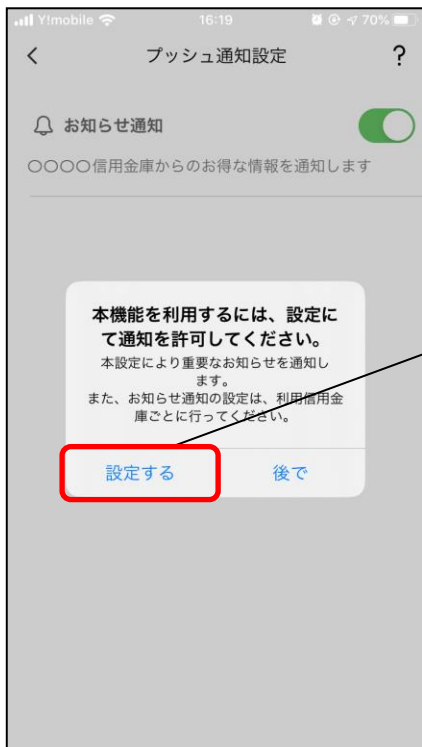 Y!mobile 16:19 70%
プッシュ通知設定 ?
お知らせ通知
〇〇〇〇信用金庫からのお得な情報を通知します
本機能を利用するには、設定に
て通知を許可してください。
本設定により重要なお知らせを通知し
ます。
また、お知らせ通知の設定は、利用信用金
庫ごとに行ってください。
設定する 後で